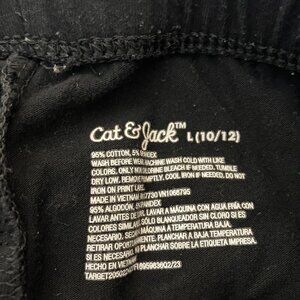 Cat & Jack™ L (10/12)
95% COTTON, 5% SPANDEX
WASH BEFORE WEAR. MACHINE WASH COLD WITH LIKE
COLORS. ONLY NON-CHLORINE BLEACH IF NEEDED. TUMBLE
DRY LOW. REMOVE PROMPTLY. COOL IRON IF NEEDED. DO NOT
IRON ON PRINT LABEL
MADE IN VIETNAM
95% ALGODÓN, 5% SPANDEX
LAVAR ANTES DE USAR. LAVAR A MÁQUINA CON AGUA FRÍA CON
COLORES SIMILARES. SÓLO BLANQUEADOR SIN CLORO SI ES
NECESARIO. SECAR A BAJA TEMPERATURA.
RETIRAR OPORTUNAMENTE. PLANCHAR A BAJA TEMPERATURA
SI ES NECESARIO. NO PLANCHAR SOBRE LA ETIQUETA IMPRESA.
HECHO EN VIETNAM